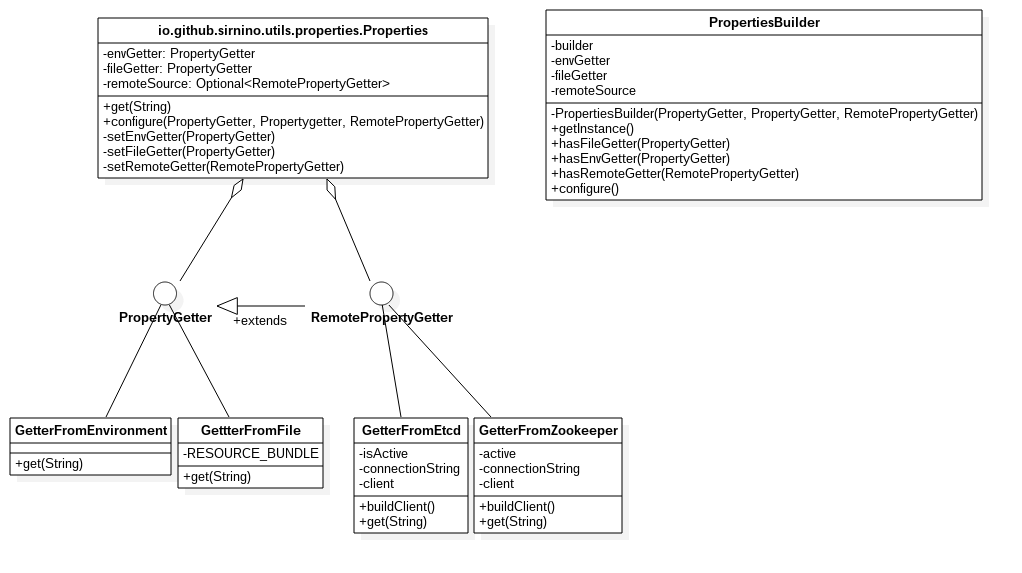 io.github.sirnino.utils.properties.Properties
-envGetter: PropertyGetter
-fileGetter: PropertyGetter
-remoteSource: Optional<RemotePropertyGetter>
+get(String)
+configure(PropertyGetter, Propertygetter, RemotePropertyGetter)
-setEnvGetter(PropertyGetter)
-setFileGetter(PropertyGetter)
-setRemoteGetter(RemotePropertyGetter)
PropertiesBuilder
-builder
-envGetter
-fileGetter
-remoteSource
-PropertiesBuilder(PropertyGetter, PropertyGetter, RemotePropertyGetter)
+getInstance()
+hasFileGetter(PropertyGetter)
+hasEnvGetter(PropertyGetter)
+hasRemoteGetter(RemotePropertyGetter)
+configure()
PropertyGetter
+extends
RemotePropertyGetter
GetterFromEnvironment
+get(String)
GettterFromFile
-RESOURCE_BUNDLE
+get(String)
GetterFromEtcd
-isActive
-connectionString
-client
+buildClient()
+get(String)
GetterFromZookeeper
-active
-connectionString
-client
+buildClient()
+get(String)